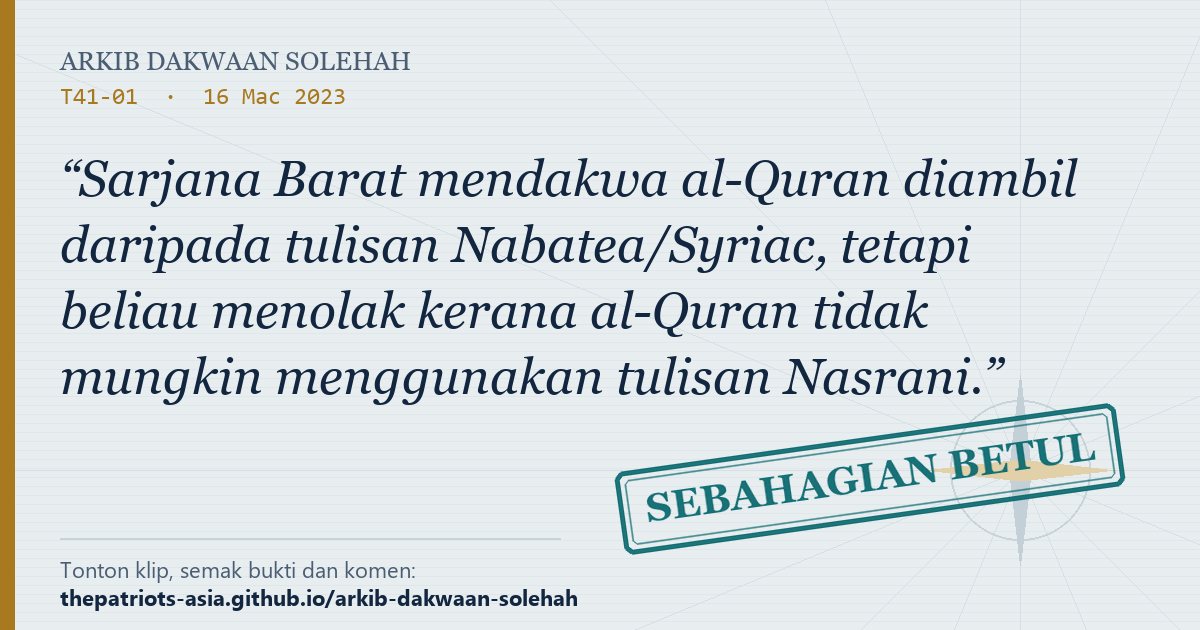 ARKIB DAKWAAN SOLEHAH
T41-01 · 16 Mac 2023
“Sarjana Barat mendakwa al-Quran diambil
daripada tulisan Nabatea/Syriac, tetapi
beliau menolak kerana al-Quran tidak
mungkin menggunakan tulisan Nasrani.”
SEBAHAGIAN BETUL
Tonton klip, semak bukti dan komen:
thepatriots-asia.github.io/arkib-dakwaan-solehah